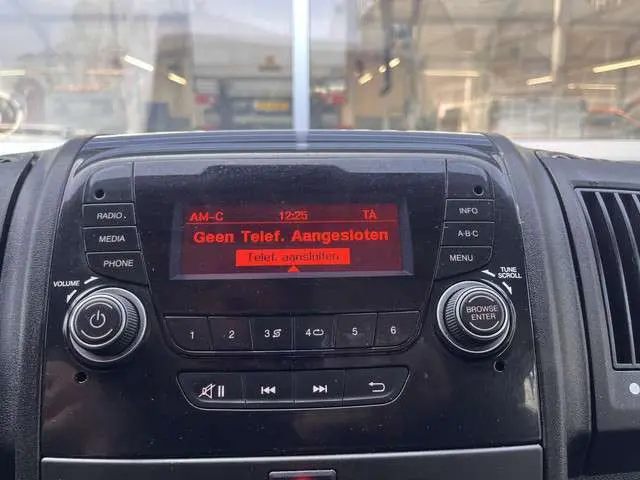 AM-C 12:25 TA
Geen Telef. Aangesloten
Telef. aansluiten
RADIO
MEDIA
PHONE
INFO
A-B-C
MENU
VOLUME
TUNE
SCROLL
BROWSE
ENTER
1 2 3 4 5 6